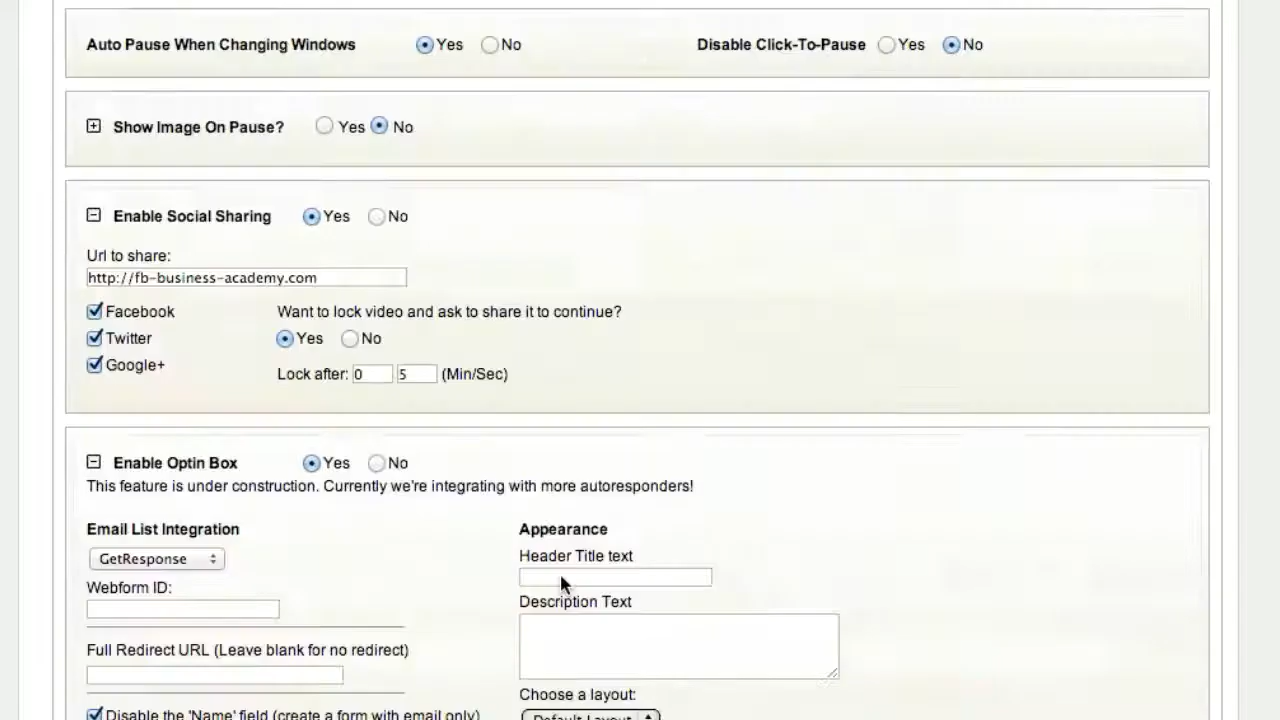 Auto Pause When Changing Windows Yes No Disable Click-To-Pause Yes No
Show Image On Pause? Yes No
Enable Social Sharing Yes No
Url to share:
http://fb-business-academy.com
Facebook Want to lock video and ask to share it to continue?
Twitter Yes No
Google+ Lock after: 0 5 (Min/Sec)
Enable Optin Box Yes No
This feature is under construction. Currently we're integrating with more autoresponders!
Email List Integration Appearance
GetResponse Header Title text
Webform ID:
Description Text
Full Redirect URL (Leave blank for no redirect)
Choose a layout:
Disable the 'Name' field (create a form with email only) Default Layout